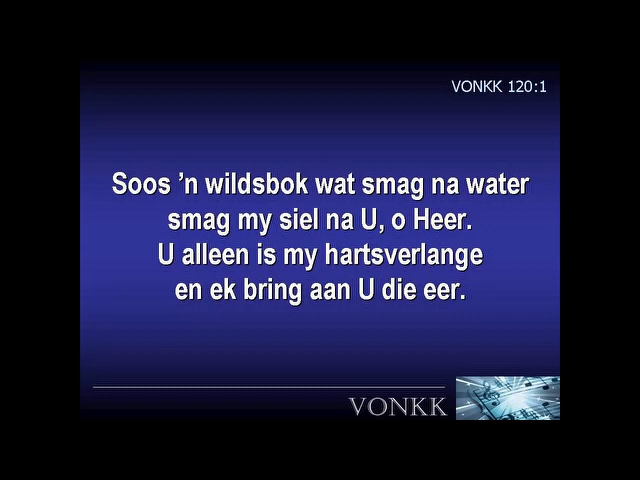 VONKK 120:1
Soos ’n wildsbok wat smag na water
smag my siel na U, o Heer.
U alleen is my hartsverlange
en ek bring aan U die eer.
VONKK